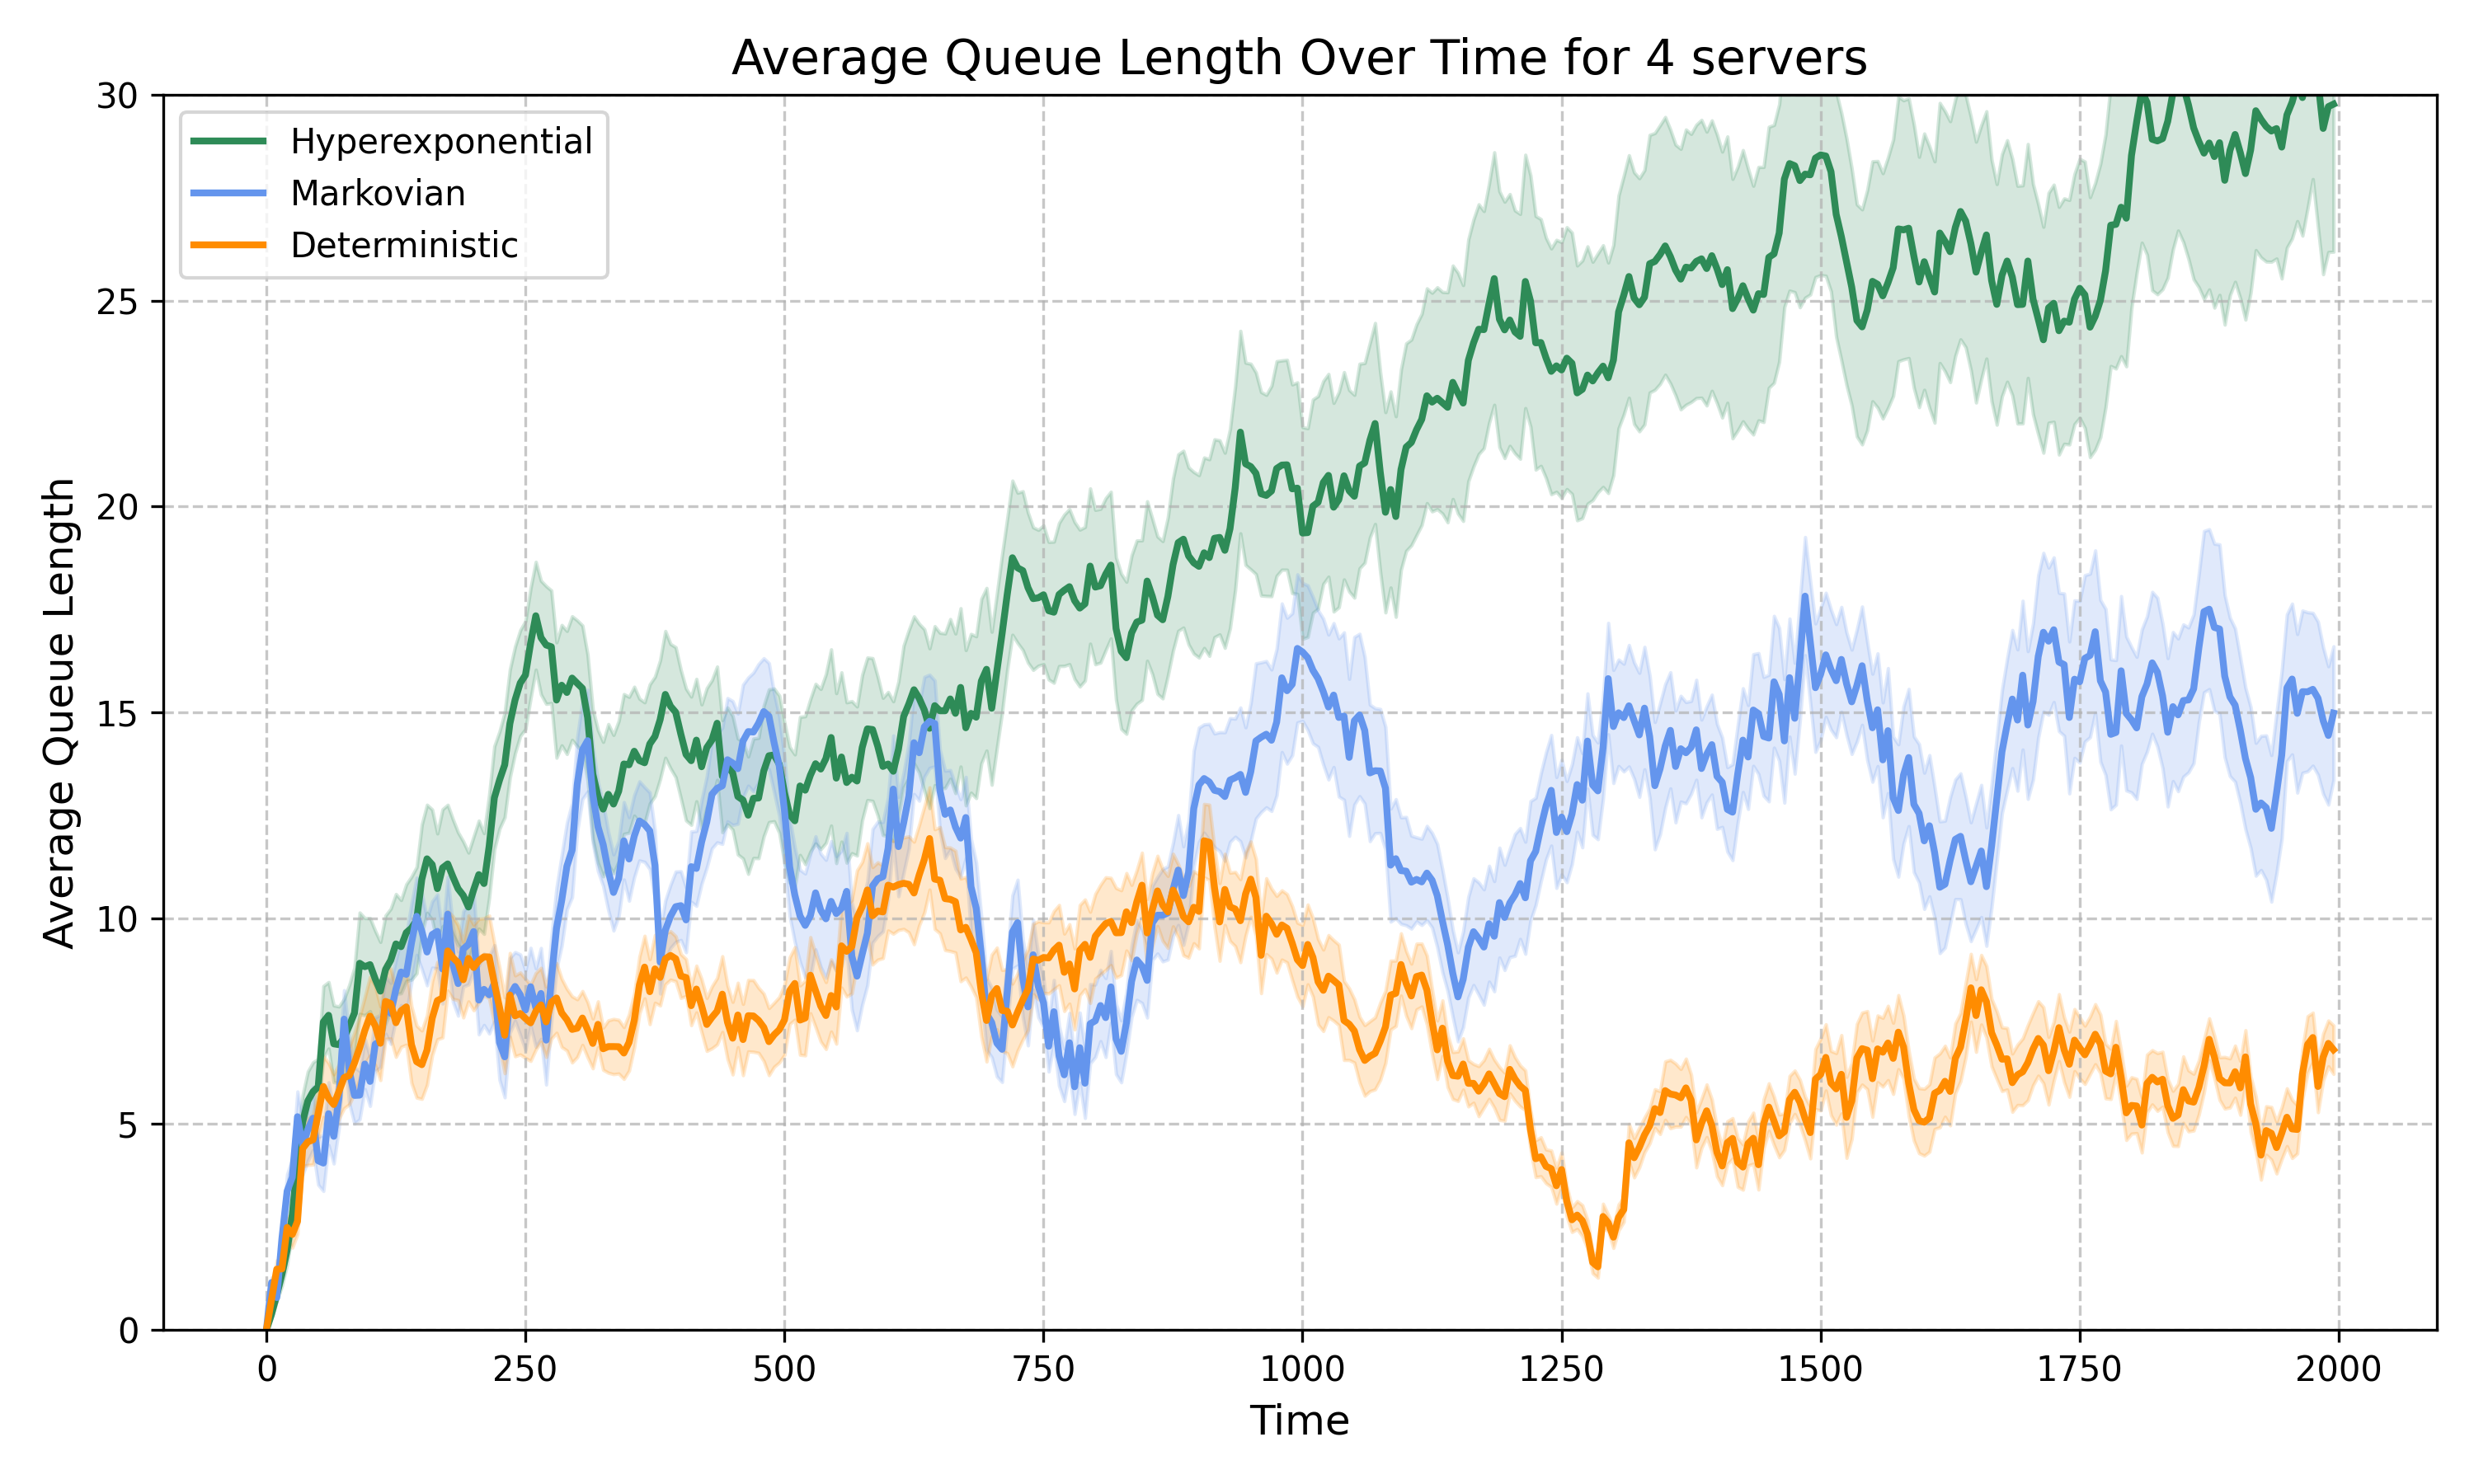 Average Queue Length Over Time for 4 servers
Hyperexponential
Markovian
Deterministic
Average Queue Length
30
25
20
15
10
5
0
0 250 500 750 1000 1250 1500 1750 2000
Time